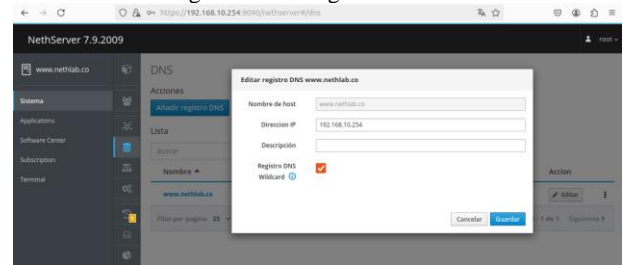 https://192.168.10.254:9090/nethserver#/dns
NethServer 7.9.2009
root
www.nethlab.co
DNS
Editar registro DNS www.nethlab.co
Acciones
Sistema
Añadir registro DNS
Nombre de host
www.nethlab.co
Applications
Direccion IP
192.168.10.254
Software Center
Lista
Buscar
Descripción
Subscription
Registro DNS
Wildcard
Nombre
Accion
Terminal
www.nethlab.co
Editar
Filas por pagina 25
Cancelar
Guardar
1 de 1
Siguiente